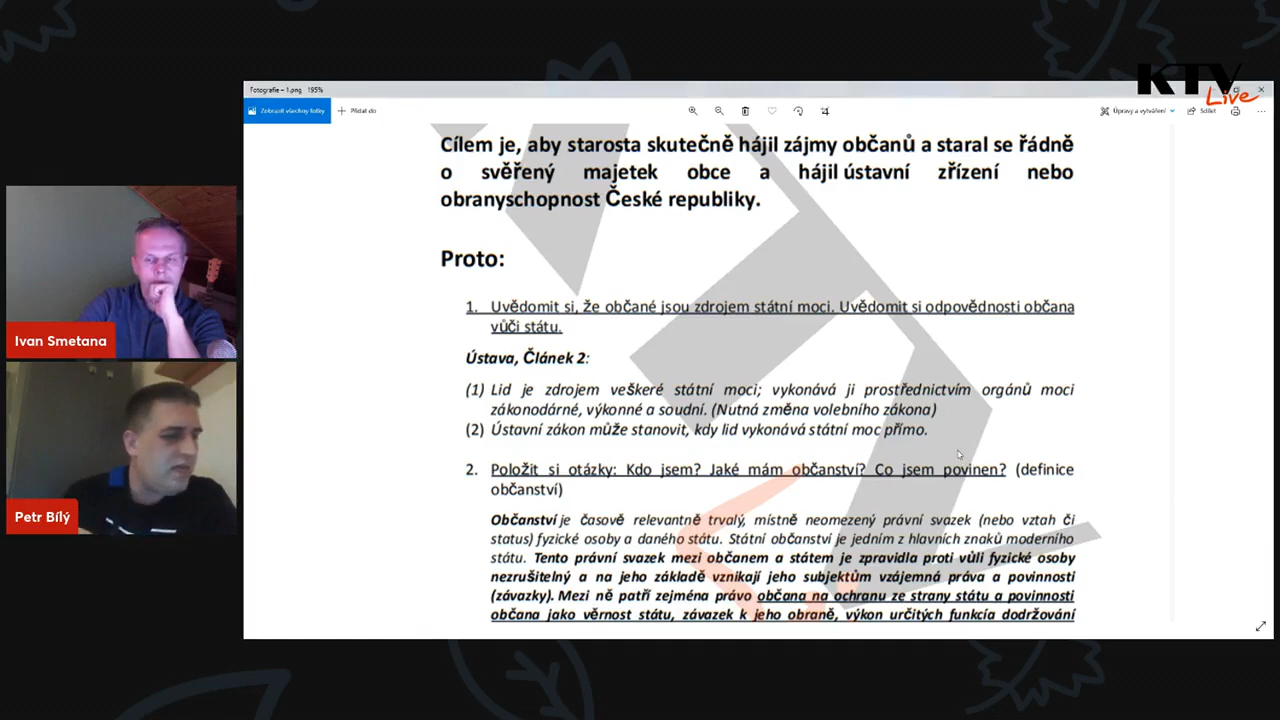 KTV
Live
Fotografie – 1.png 195%
Zobrazit všechny fotky
Přidat do
Úpravy a vytváření
Sdílet
Cílem je, aby starosta skutečně hájil zájmy občanů a staral se řádně
o svěřený majetek obce a hájil ústavní zřízení nebo
obranyschopnost České republiky.
Proto:
1. Uvědomit si, že občané jsou zdrojem státní moci. Uvědomit si odpovědnosti občana
vůči státu.
Ústava, Článek 2:
(1) Lid je zdrojem veškeré státní moci; vykonává ji prostřednictvím orgánů moci
zákonodárné, výkonné a soudní. (Nutná změna volebního zákona)
(2) Ústavní zákon může stanovit, kdy lid vykonává státní moc přímo.
2. Položit si otázky: Kdo jsem? Jaké mám občanství? Co jsem povinen? (definice
občanství)
Občanství je časově relevantně trvalý, místně neomezený právní svazek (nebo vztah či
status) fyzické osoby a daného státu. Státní občanství je jedním z hlavních znaků moderního
státu. Tento právní svazek mezi občanem a státem je zpravidla proti vůli fyzické osoby
nezrušitelný a na jeho základě vznikají jeho subjektům vzájemná práva a povinnosti
(závazky). Mezi ně patří zejména právo občana na ochranu ze strany státu a povinnosti
občana jako věrnost státu, závazek k jeho obraně, výkon určitých funkcía dodržování
Ivan Smetana
Petr Bílý